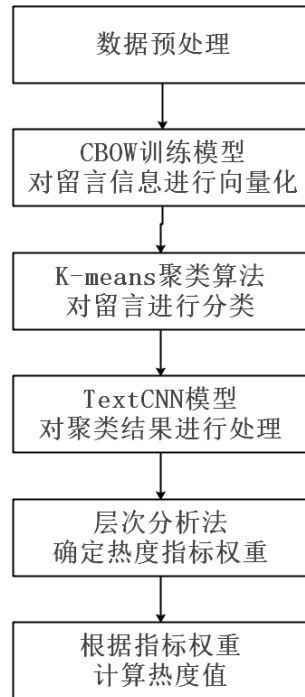 数据预处理
CBOW训练模型
对留言信息进行向量化
K-means聚类算法
对留言进行分类
TextCNN模型
对聚类结果进行处理
层次分析法
确定热度指标权重
根据指标权重
计算热度值